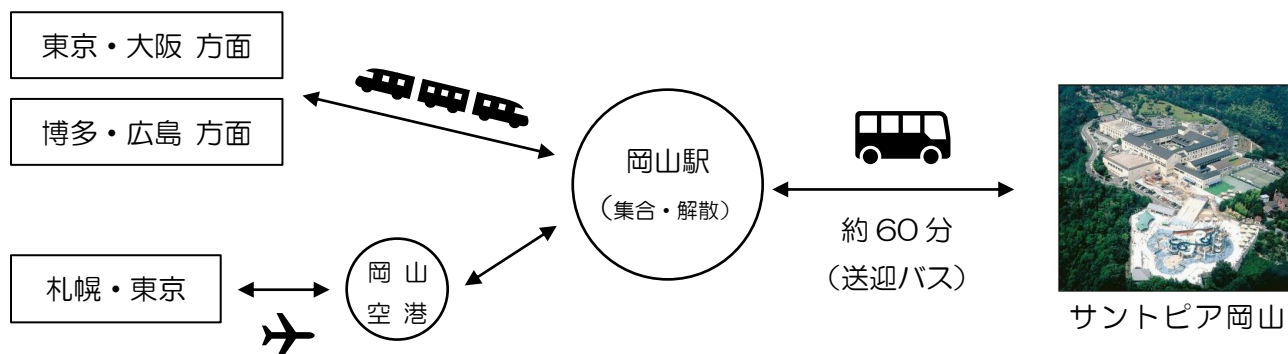 東京・大阪 方面
博多・広島 方面
岡山駅
（集合・解散）
約60分
（送迎バス）
札幌・東京
岡 山
空 港
サントピア岡山